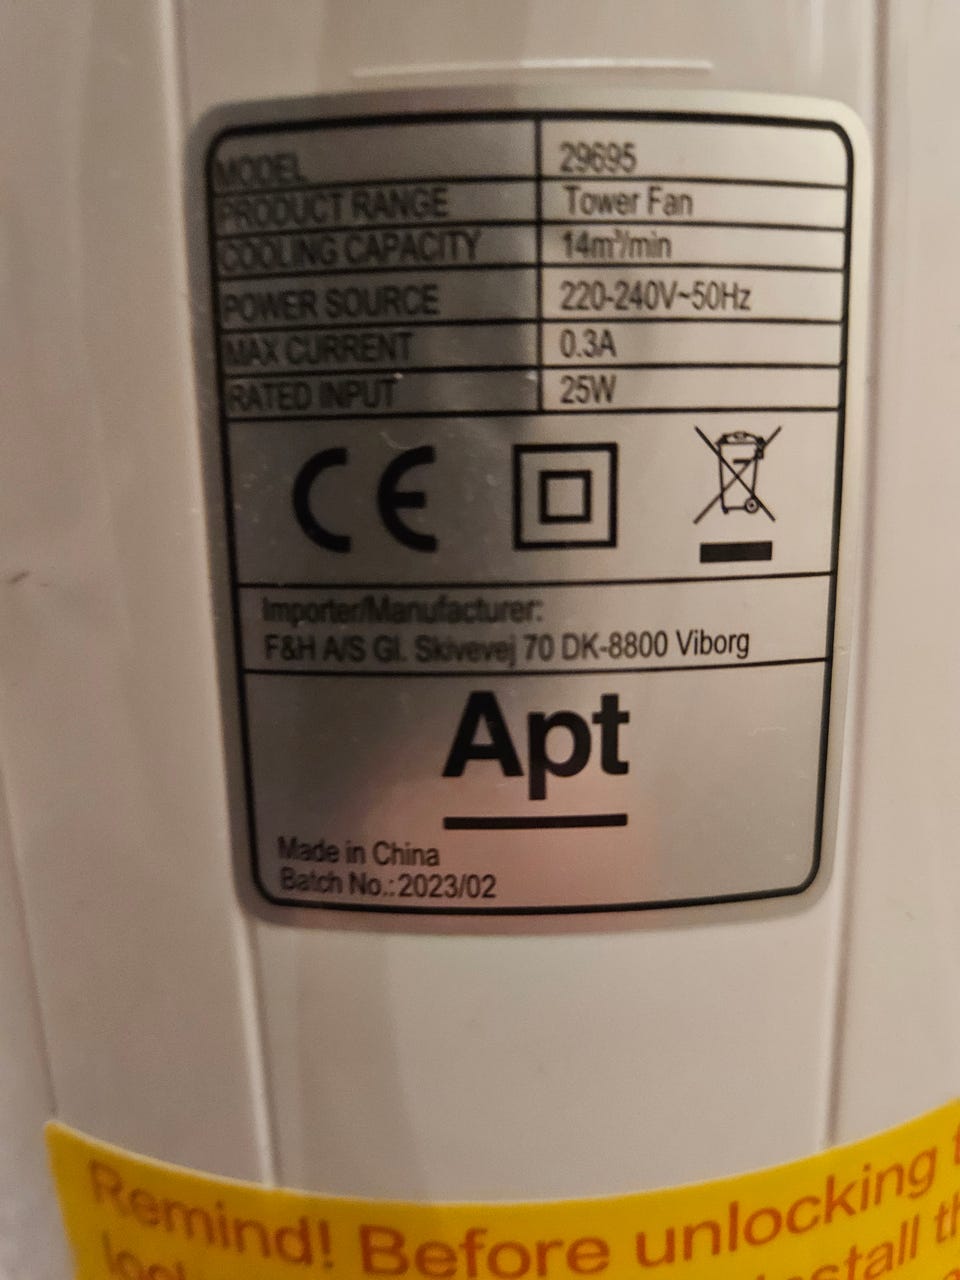 MODEL 29695
PRODUCT RANGE Tower Fan
COOLING CAPACITY 14m³/min
POWER SOURCE 220-240V~50Hz
MAX CURRENT 0.3A
RATED INPUT 25W
CE
Importer/Manufacturer:
F&H A/S Gl. Skivevej 70 DK-8800 Viborg
Apt
Made in China
Batch No.: 2023/02
Remind! Before unlocking